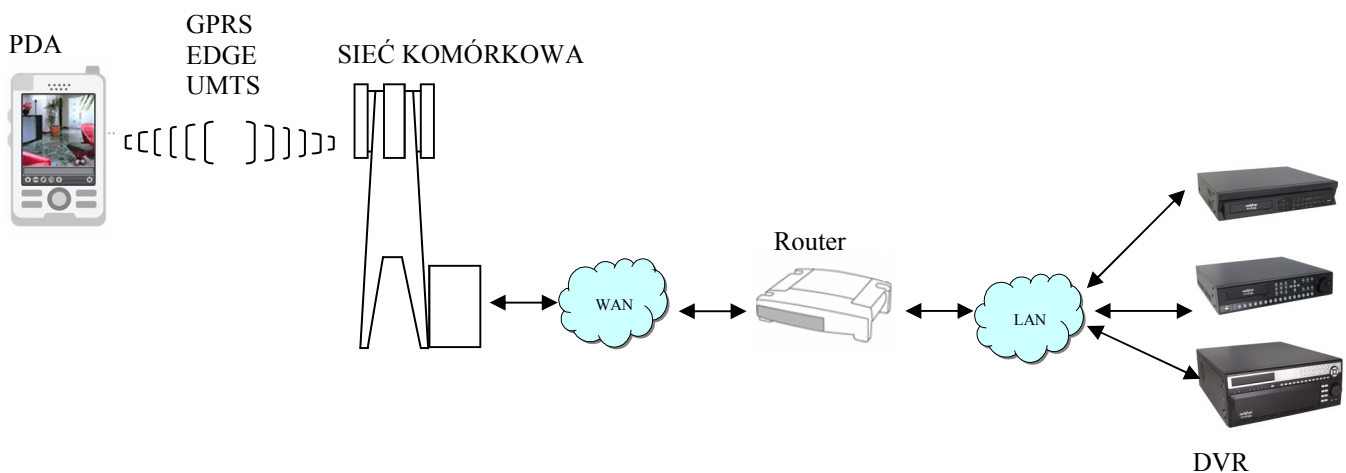 GPRS
EDGE
UMTS
PDA
SIEĆ KOMÓRKOWA
Router
WAN
LAN
DVR